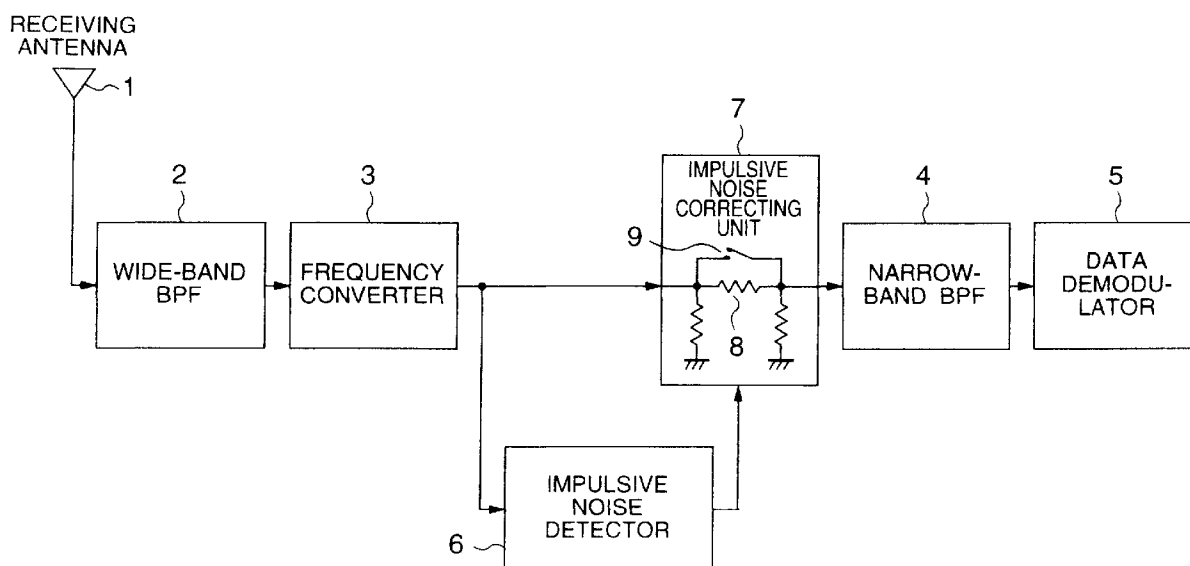 RECEIVING
ANTENNA
1
2
WIDE-BAND
BPF
3
FREQUENCY
CONVERTER
7
IMPULSIVE
NOISE
CORRECTING
UNIT
9
8
4
NARROW-
BAND BPF
5
DATA
DEMODU-
LATOR
IMPULSIVE
NOISE
DETECTOR
6